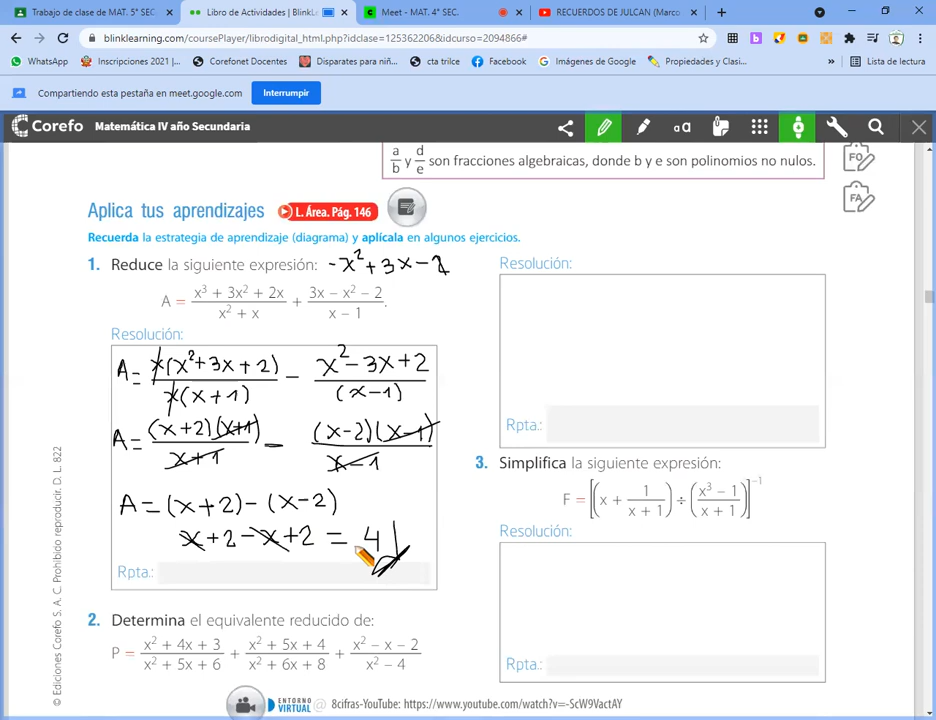 Trabajo de clase de MAT. 5° SEC
Libro de Actividades | BlinkLe
Meet - MAT. 4° SEC.
RECUERDOS DE JULCAN (Marco
blinklearning.com/coursePlayer/librodigital_html.php?idclase=125362206&idcurso=2094866#
WhatsApp
Inscripciones 2021 |...
Corefonet Docentes
Disparates para niñ...
cta trilce
Facebook
Imágenes de Google
Propiedades y Clasi...
»
Lista de lectura
Compartiendo esta pestaña en meet.google.com
Interrumpir
Corefo
Matemática IV año Secundaria
a/b y d/e son fracciones algebraicas, donde b y e son polinomios no nulos.
FO
FA
Aplica tus aprendizajes
L. Área. Pág. 146
Recuerda la estrategia de aprendizaje (diagrama) y aplícala en algunos ejercicios.
1. Reduce la siguiente expresión: -x² + 3x - 2
A = (x³ + 3x² + 2x)/(x² + x) + (3x − x² − 2)/(x − 1).
Resolución:
A = x(x² + 3x + 2)/x(x + 1) − (x² − 3x + 2)/(x − 1)
A = (x + 2)(x + 1)/(x + 1) − (x − 2)(x − 1)/(x − 1)
A = (x + 2) − (x − 2)
x + 2 − x + 2 = 4
Rpta.:
2. Determina el equivalente reducido de:
P = (x² + 4x + 3)/(x² + 5x + 6) + (x² + 5x + 4)/(x² + 6x + 8) + (x² − x − 2)/(x² − 4)
Resolución:
Rpta.:
3. Simplifica la siguiente expresión:
F = [(x + 1/(x + 1)) ÷ ((x³ − 1)/(x + 1))]⁻¹
Resolución:
Rpta.:
© Ediciones Corefo S. A. C. Prohibido reproducir. D. L. 822
ENTORNO VIRTUAL
@ 8cifras-YouTube: https://www.youtube.com/watch?v=-ScW9VactAY